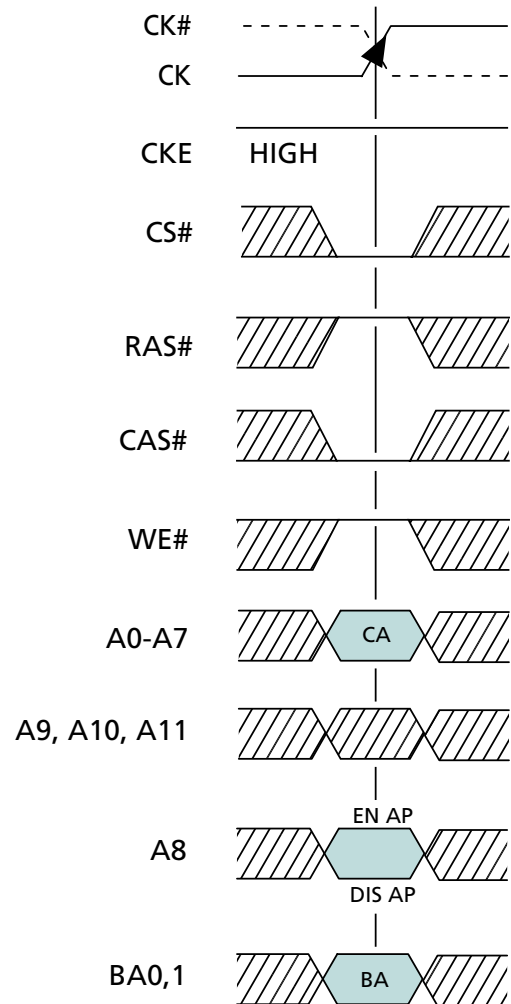 CK#
CK
CKE HIGH
CS#
RAS#
CAS#
WE#
A0-A7 CA
A9, A10, A11
EN AP
A8
DIS AP
BA0,1 BA